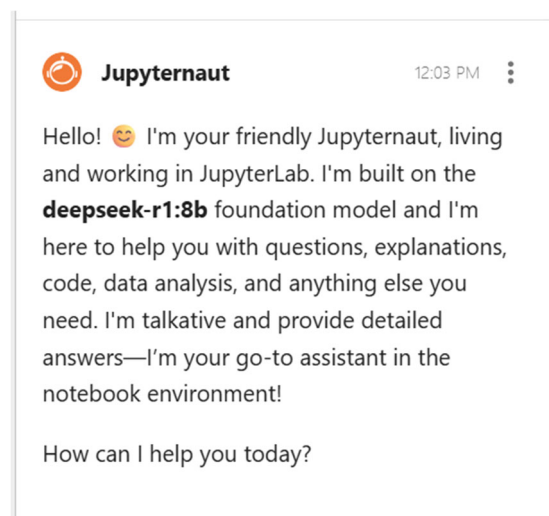 Jupyternaut
12:03 PM
Hello! 😊 I'm your friendly Jupyternaut, living
and working in JupyterLab. I'm built on the
deepseek-r1:8b foundation model and I'm
here to help you with questions, explanations,
code, data analysis, and anything else you
need. I'm talkative and provide detailed
answers—I'm your go-to assistant in the
notebook environment!
How can I help you today?